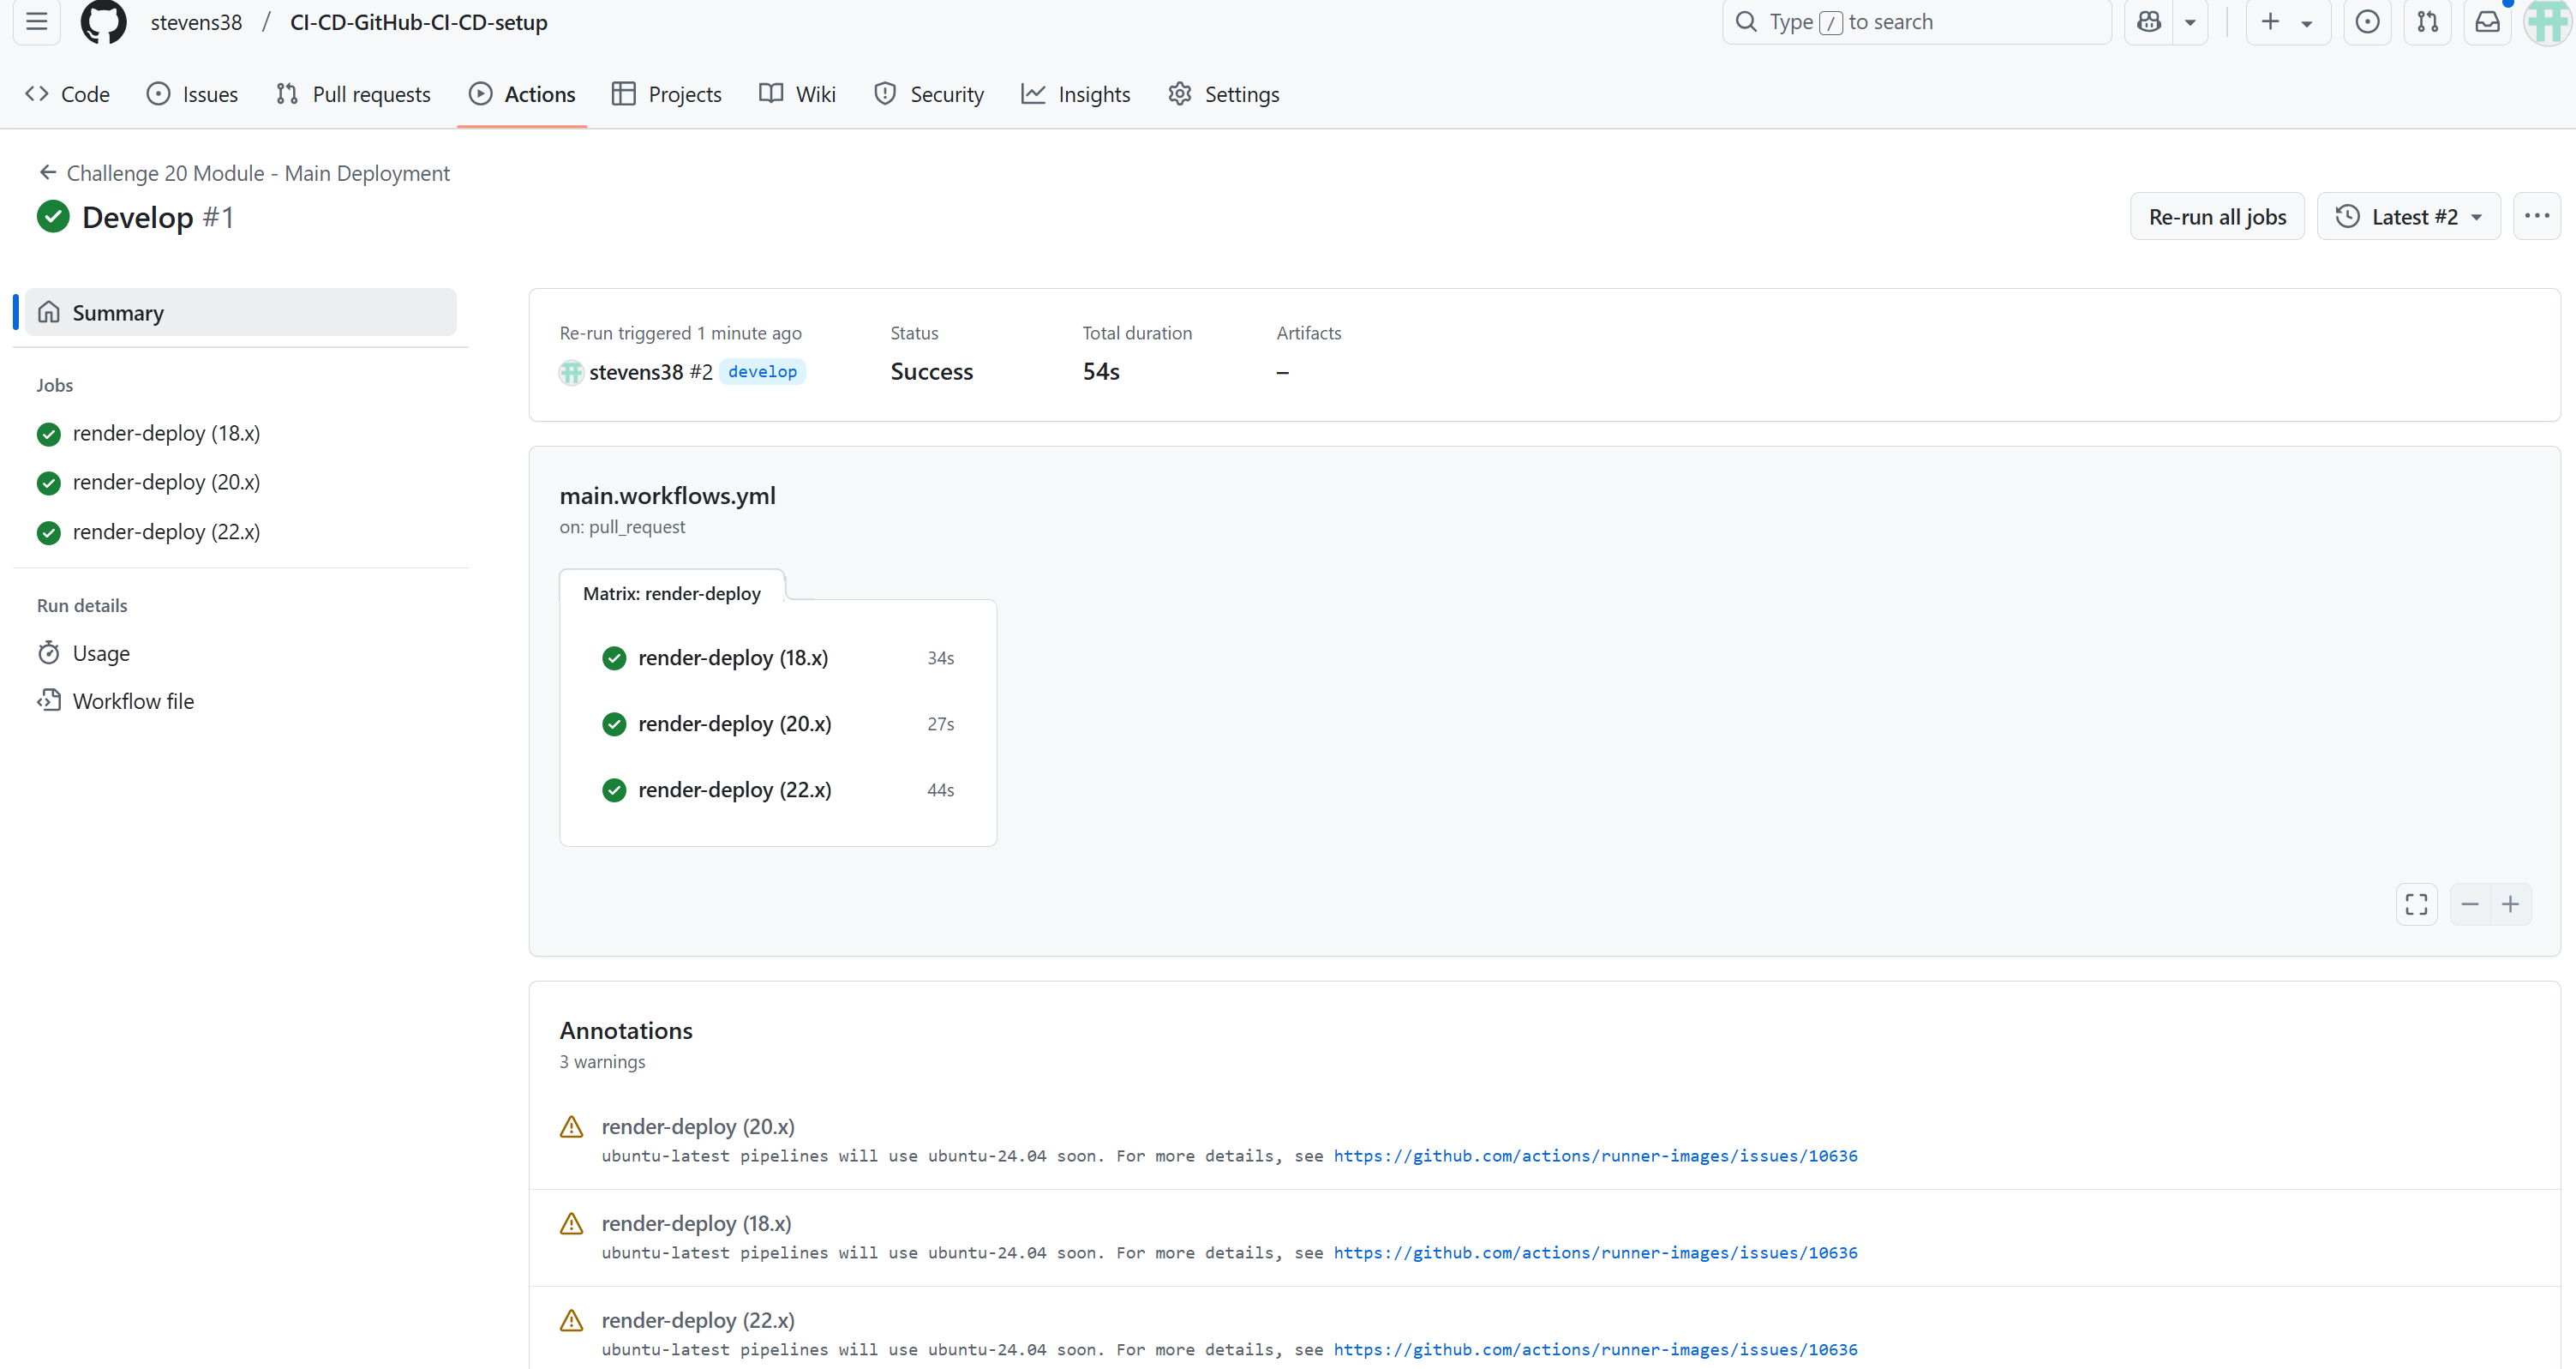 stevens38 / CI-CD-GitHub-CI-CD-setup
Type / to search
Code Issues Pull requests Actions Projects Wiki Security Insights Settings
Challenge 20 Module - Main Deployment
Develop #1
Re-run all jobs
Latest #2
Summary
Jobs
render-deploy (18.x)
render-deploy (20.x)
render-deploy (22.x)
Run details
Usage
Workflow file
Re-run triggered 1 minute ago
stevens38 #2 develop
Status
Success
Total duration
54s
Artifacts
–
main.workflows.yml
on: pull_request
Matrix: render-deploy
render-deploy (18.x) 34s
render-deploy (20.x) 27s
render-deploy (22.x) 44s
Annotations
3 warnings
render-deploy (20.x)
ubuntu-latest pipelines will use ubuntu-24.04 soon. For more details, see https://github.com/actions/runner-images/issues/10636
render-deploy (18.x)
ubuntu-latest pipelines will use ubuntu-24.04 soon. For more details, see https://github.com/actions/runner-images/issues/10636
render-deploy (22.x)
ubuntu-latest pipelines will use ubuntu-24.04 soon. For more details, see https://github.com/actions/runner-images/issues/10636